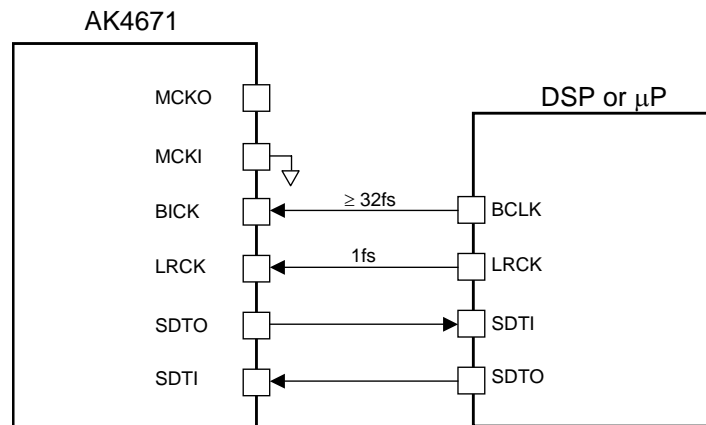 AK4671
DSP or μP
MCKO
MCKI
BICK
≥ 32fs
BCLK
LRCK
1fs
LRCK
SDTO
SDTI
SDTI
SDTO